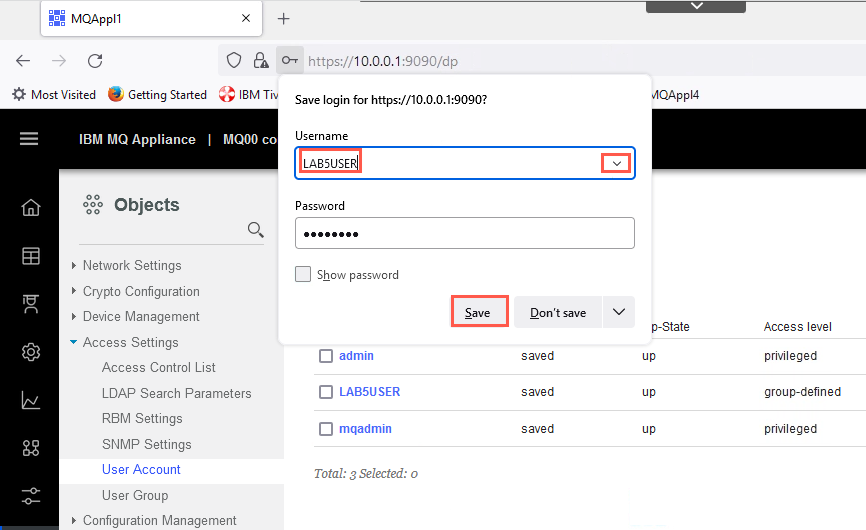 MQAppl1
https://10.0.0.1:9090/dp
Most Visited
Getting Started
IBM Tiv
MQAppl4
Save login for https://10.0.0.1:9090?
Username
LAB5USER
Password
Show password
Save
Don't save
IBM MQ Appliance | MQ00 co
Objects
Network Settings
Crypto Configuration
Device Management
Access Settings
Access Control List
LDAP Search Parameters
RBM Settings
SNMP Settings
User Account
User Group
Configuration Management
p-State Access level
admin saved up privileged
LAB5USER saved up group-defined
mqadmin saved up privileged
Total: 3 Selected: 0